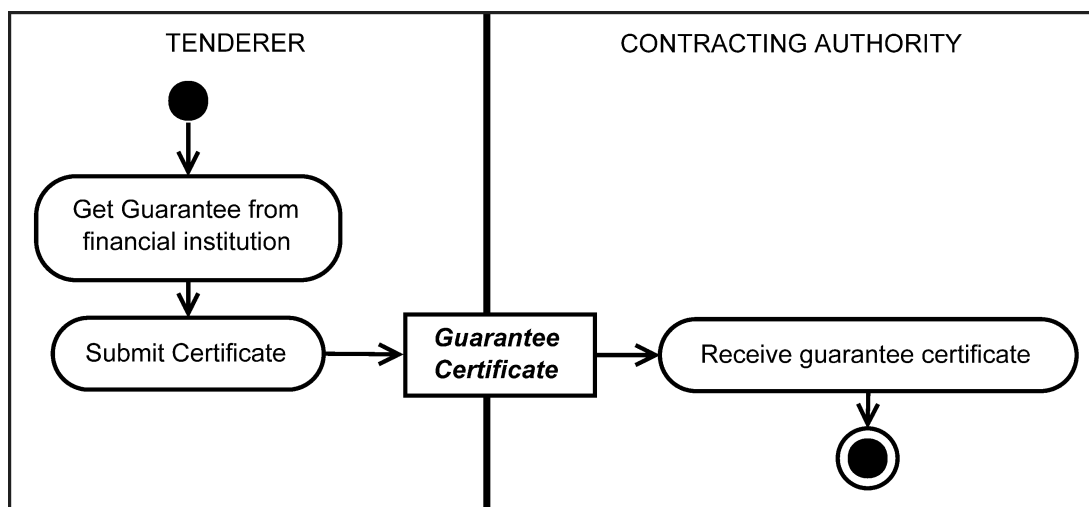 TENDERER
CONTRACTING AUTHORITY
Get Guarantee from
financial institution
Submit Certificate
Guarantee
Certificate
Receive guarantee certificate